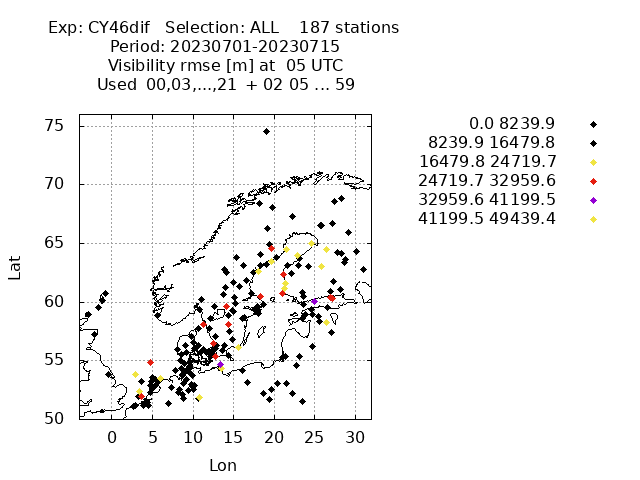 Exp: CY46dif   Selection: ALL    187 stations
Period: 20230701-20230715
Visibility rmse [m] at  05 UTC
Used  00,03,...,21  + 02 05 ... 59
75
70
65
60
55
50
Lat
0 5 10 15 20 25 30
Lon
0.0 8239.9
8239.9 16479.8
16479.8 24719.7
24719.7 32959.6
32959.6 41199.5
41199.5 49439.4